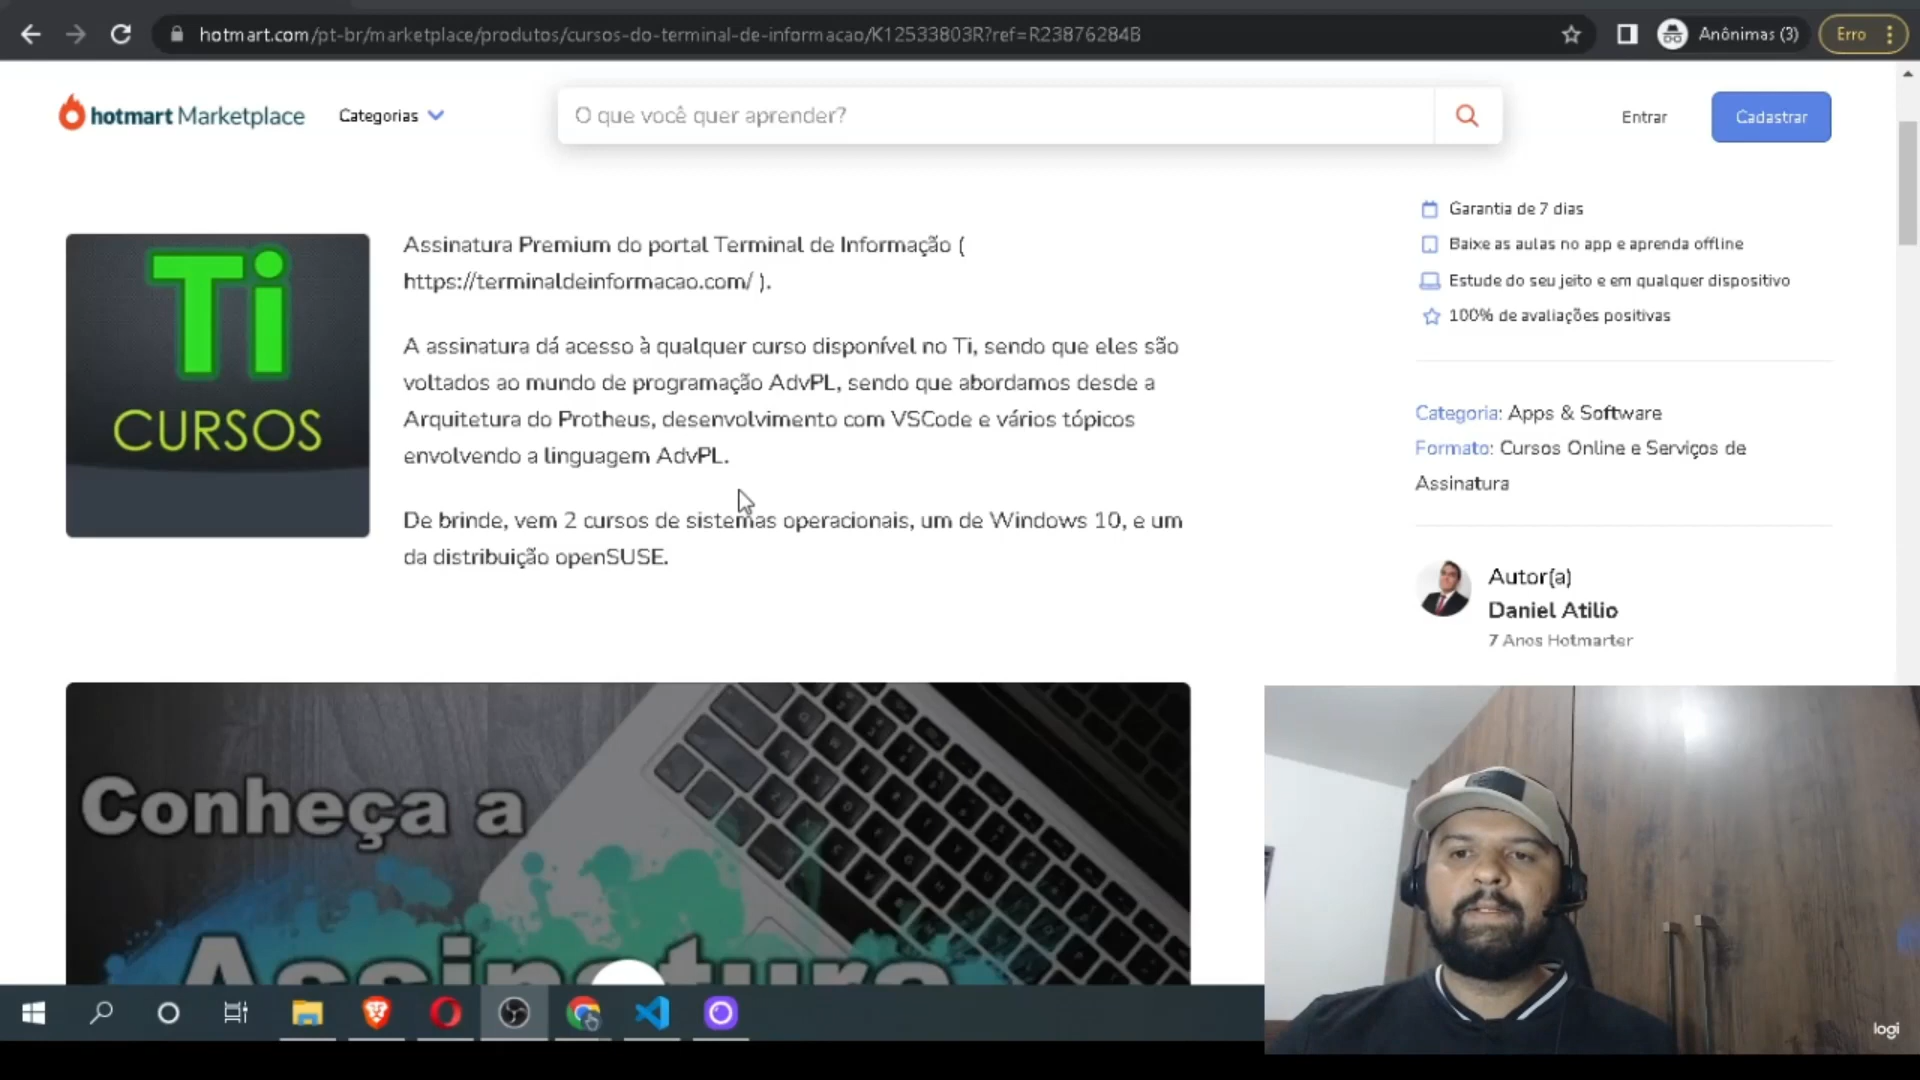 hotmart.com/pt-br/marketplace/produtos/cursos-do-terminal-de-informacao/K12533803R?ref=R23876284B
Anônimas (3)
Erro
hotmart Marketplace
Categorias
O que você quer aprender?
Entrar
Cadastrar
Ti
CURSOS
Assinatura Premium do portal Terminal de Informação (
https://terminaldeinformacao.com/ ).
A assinatura dá acesso à qualquer curso disponível no Ti, sendo que eles são
voltados ao mundo de programação AdvPL, sendo que abordamos desde a
Arquitetura do Protheus, desenvolvimento com VSCode e vários tópicos
envolvendo a linguagem AdvPL.
De brinde, vem 2 cursos de sistemas operacionais, um de Windows 10, e um
da distribuição openSUSE.
Garantia de 7 dias
Baixe as aulas no app e aprenda offline
Estude do seu jeito e em qualquer dispositivo
100% de avaliações positivas
Categoria: Apps & Software
Formato: Cursos Online e Serviços de
Assinatura
Autor(a)
Daniel Atilio
7 Anos Hotmarter
Conheça a
Assinatura
logi